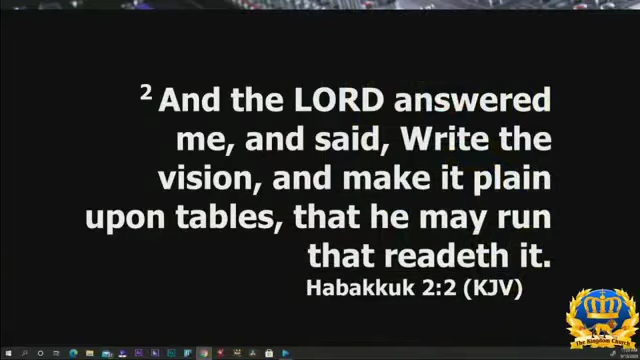 2 And the LORD answered
me, and said, Write the
vision, and make it plain
upon tables, that he may run
that readeth it.
Habakkuk 2:2 (KJV)
The Kingdom Church